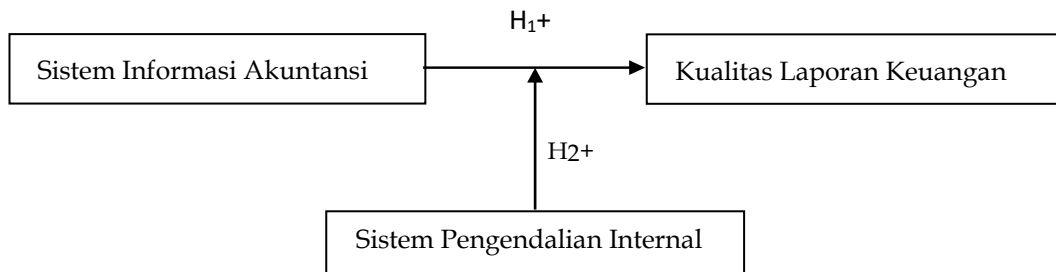 H₁+
Sistem Informasi Akuntansi
Kualitas Laporan Keuangan
H2+
Sistem Pengendalian Internal